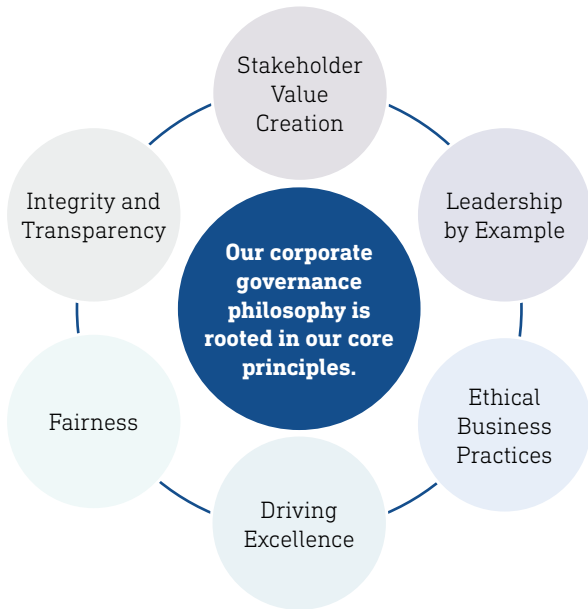 Stakeholder
Value
Creation
Leadership
by Example
Ethical
Business
Practices
Driving
Excellence
Fairness
Integrity and
Transparency
Our corporate
governance
philosophy is
rooted in our core
principles.